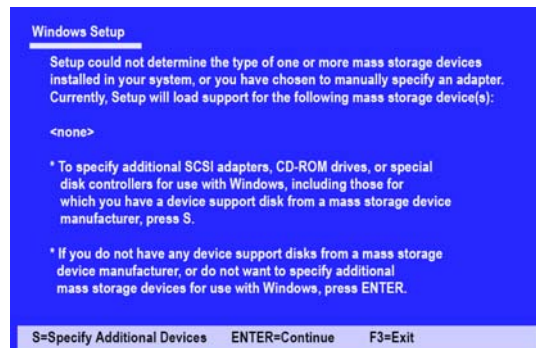 Windows Setup
Setup could not determine the type of one or more mass storage devices
installed in your system, or you have chosen to manually specify an adapter.
Currently, Setup will load support for the following mass storage device(s):
<none>
* To specify additional SCSI adapters, CD-ROM drives, or special
disk controllers for use with Windows, including those for
which you have a device support disk from a mass storage device
manufacturer, press S.
* If you do not have any device support disks from a mass storage
device manufacturer, or do not want to specify additional
mass storage devices for use with Windows, press ENTER.
S=Specify Additional Devices ENTER=Continue F3=Exit